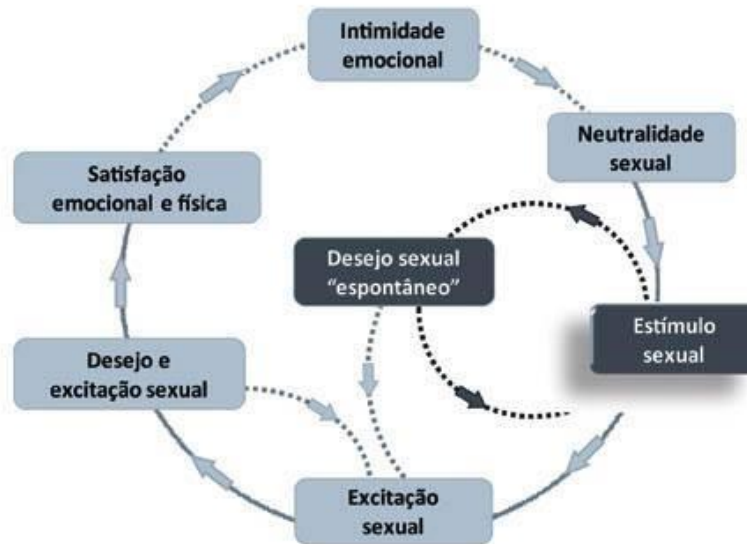 Intimidade
emocional
Neutralidade
sexual
Satisfação
emocional e física
Desejo sexual
“espontâneo”
Estímulo
sexual
Desejo e
excitação sexual
Excitação
sexual